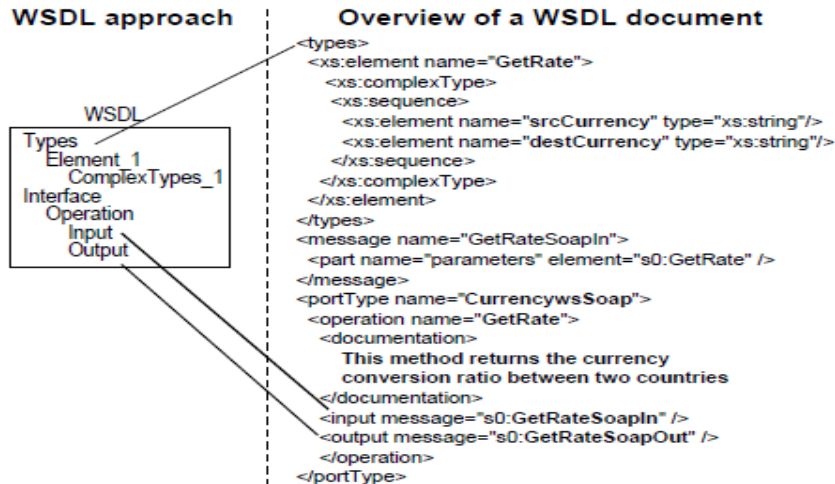 WSDL approach
WSDL
Types
Element_1
ComplexTypes_1
Interface
Operation
Input
Output
Overview of a WSDL document
<types>
<xs:element name="GetRate">
<xs:complexType>
<xs:sequence>
<xs:element name="srcCurrency" type="xs:string"/>
<xs:element name="destCurrency" type="xs:string"/>
</xs:sequence>
</xs:complexType>
</xs:element>
</types>
<message name="GetRateSoapIn">
<part name="parameters" element="s0:GetRate" />
</message>
<portType name="CurrencywsSoap">
<operation name="GetRate">
<documentation>
This method returns the currency
conversion ratio between two countries
</documentation>
<input message="s0:GetRateSoapIn" />
<output message="s0:GetRateSoapOut" />
</operation>
</portType>